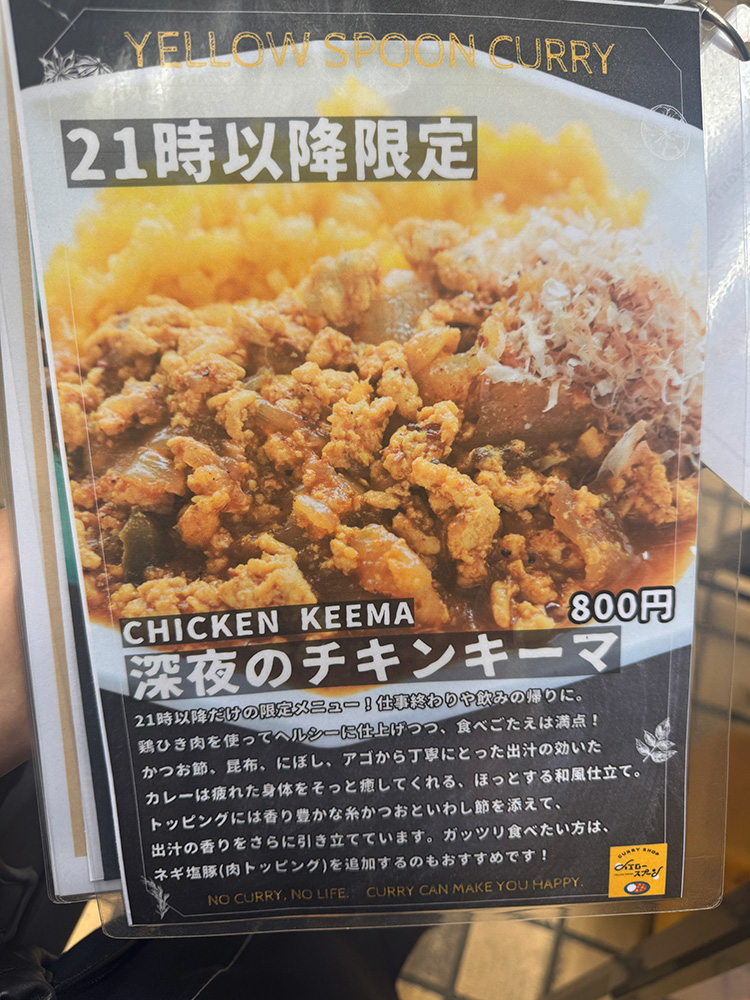 YELLOW SPOON CURRY
21時以降限定
CHICKEN KEEMA
800円
深夜のチキンキーマ
21時以降だけの限定メニュー！仕事終わりや飲みの帰りに。
鶏ひき肉を使ってヘルシーに仕上げつつ、食べごたえは満点！
かつお節、昆布、にぼし、アゴから丁寧にとった出汁の効いた
カレーは疲れた身体をそっと癒してくれる、ほっとする和風仕立て。
トッピングには香り豊かな糸かつおといわし節を添えて、
出汁の香りをさらに引き立てています。ガッツリ食べたい方は、
ネギ塩豚(肉トッピング)を追加するのもおすすめです！
CURRY SHOP
イエロー
スプーン
NO CURRY, NO LIFE. CURRY CAN MAKE YOU HAPPY.